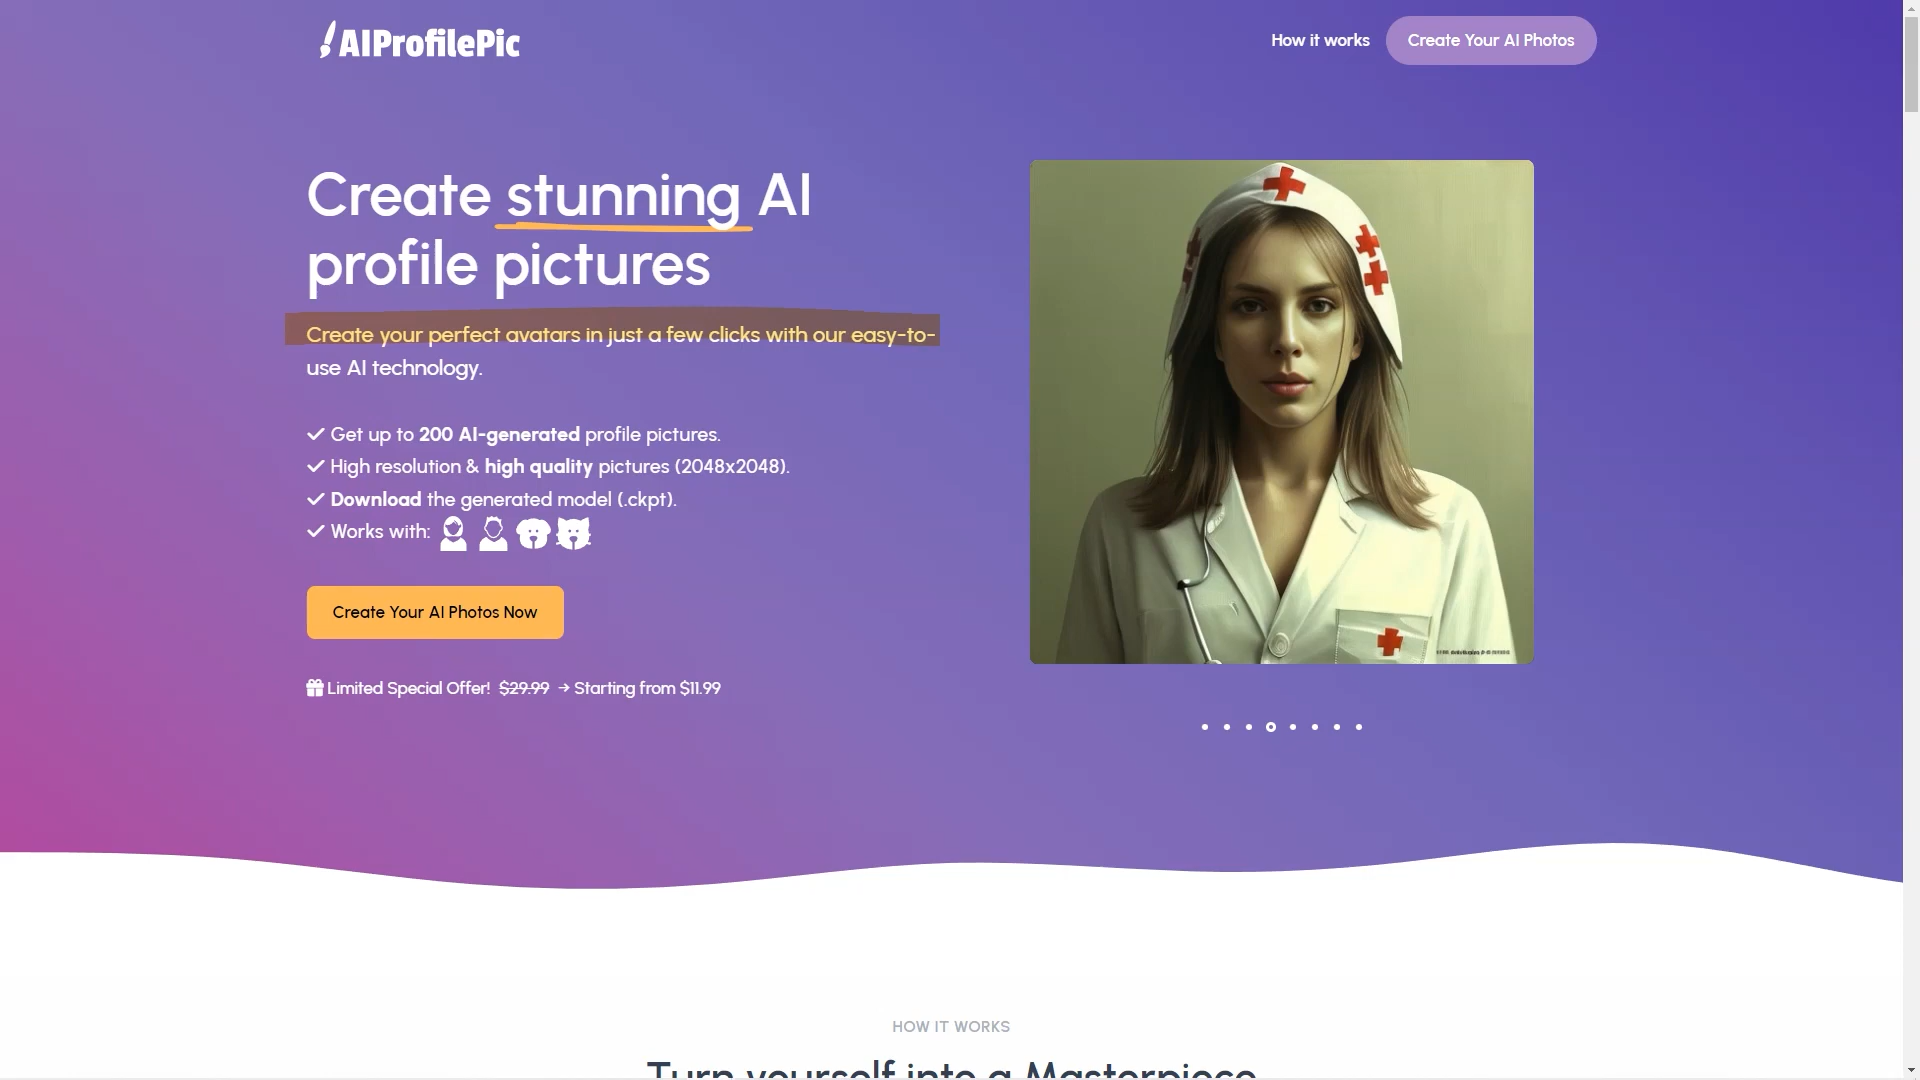 AIProfilePic
How it works
Create Your AI Photos
Create stunning AI
profile pictures
Create your perfect avatars in just a few clicks with our easy-to-
use AI technology.
Get up to 200 AI-generated profile pictures.
High resolution & high quality pictures (2048x2048).
Download the generated model (.ckpt).
Works with:
Create Your AI Photos Now
Limited Special Offer! $29.99 → Starting from $11.99
HOW IT WORKS
Turn yourself into a Masterpiece